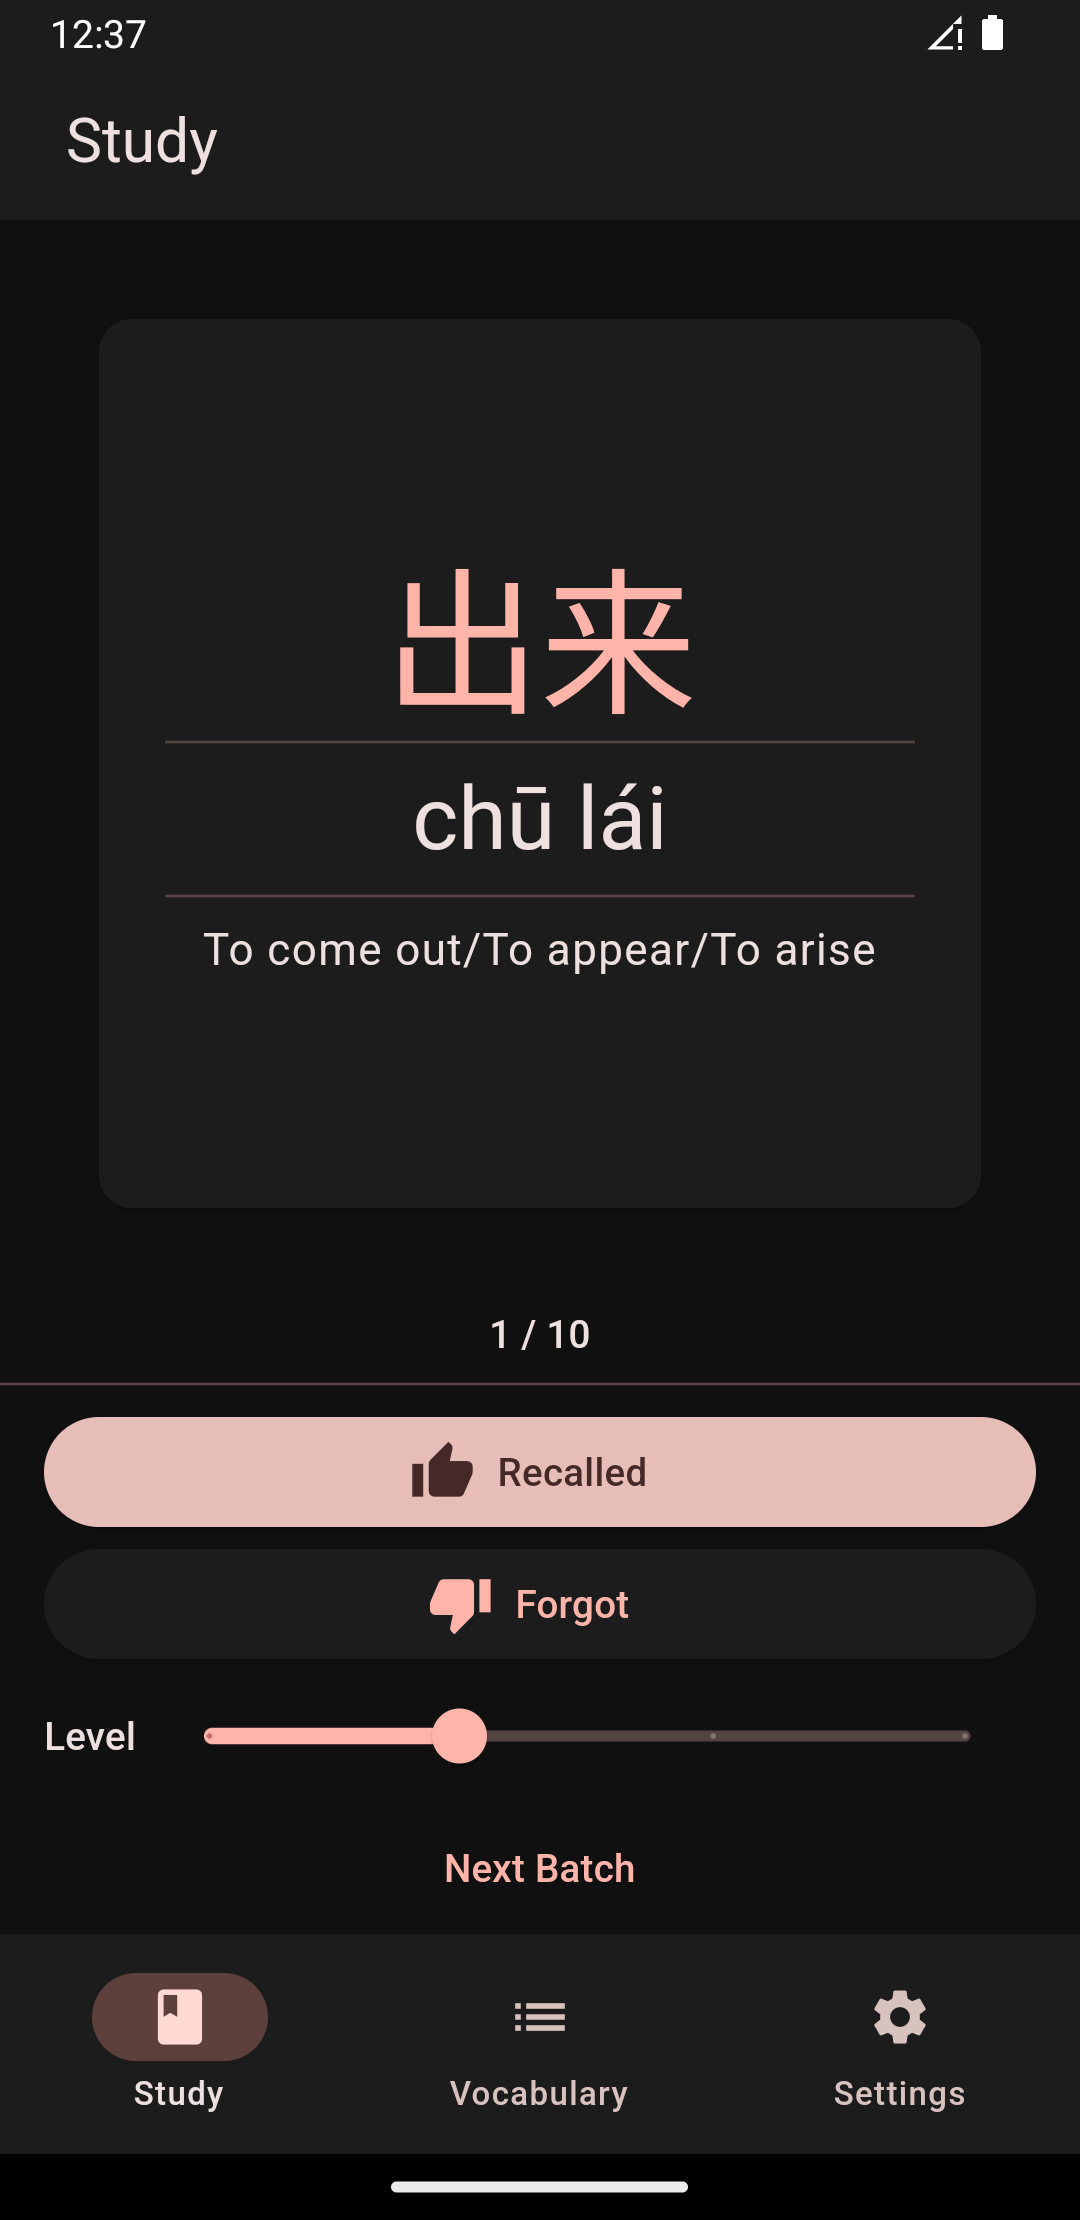 12:37
Study
出来
chū lái
To come out/To appear/To arise
1 / 10
Recalled
Forgot
Level
Next Batch
Study
Vocabulary
Settings